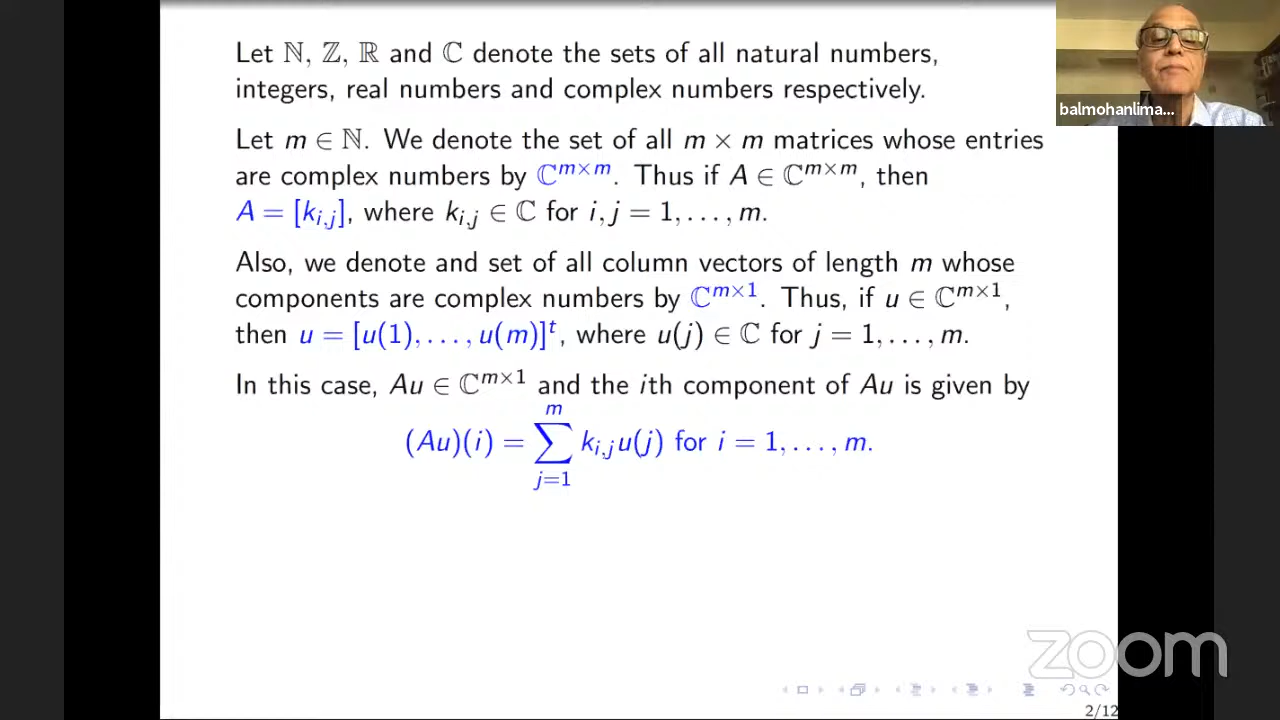 Let ℕ, ℤ, ℝ and ℂ denote the sets of all natural numbers,
integers, real numbers and complex numbers respectively.
Let m ∈ ℕ. We denote the set of all m × m matrices whose entries
are complex numbers by ℂ^{m×m}. Thus if A ∈ ℂ^{m×m}, then
A = [k_{i,j}], where k_{i,j} ∈ ℂ for i, j = 1, . . . , m.
Also, we denote and set of all column vectors of length m whose
components are complex numbers by ℂ^{m×1}. Thus, if u ∈ ℂ^{m×1},
then u = [u(1), . . . , u(m)]^t, where u(j) ∈ ℂ for j = 1, . . . , m.
In this case, Au ∈ ℂ^{m×1} and the ith component of Au is given by
(Au)(i) = ∑_{j=1}^{m} k_{i,j}u(j) for i = 1, . . . , m.
balmohanlima...
zoom
2/12